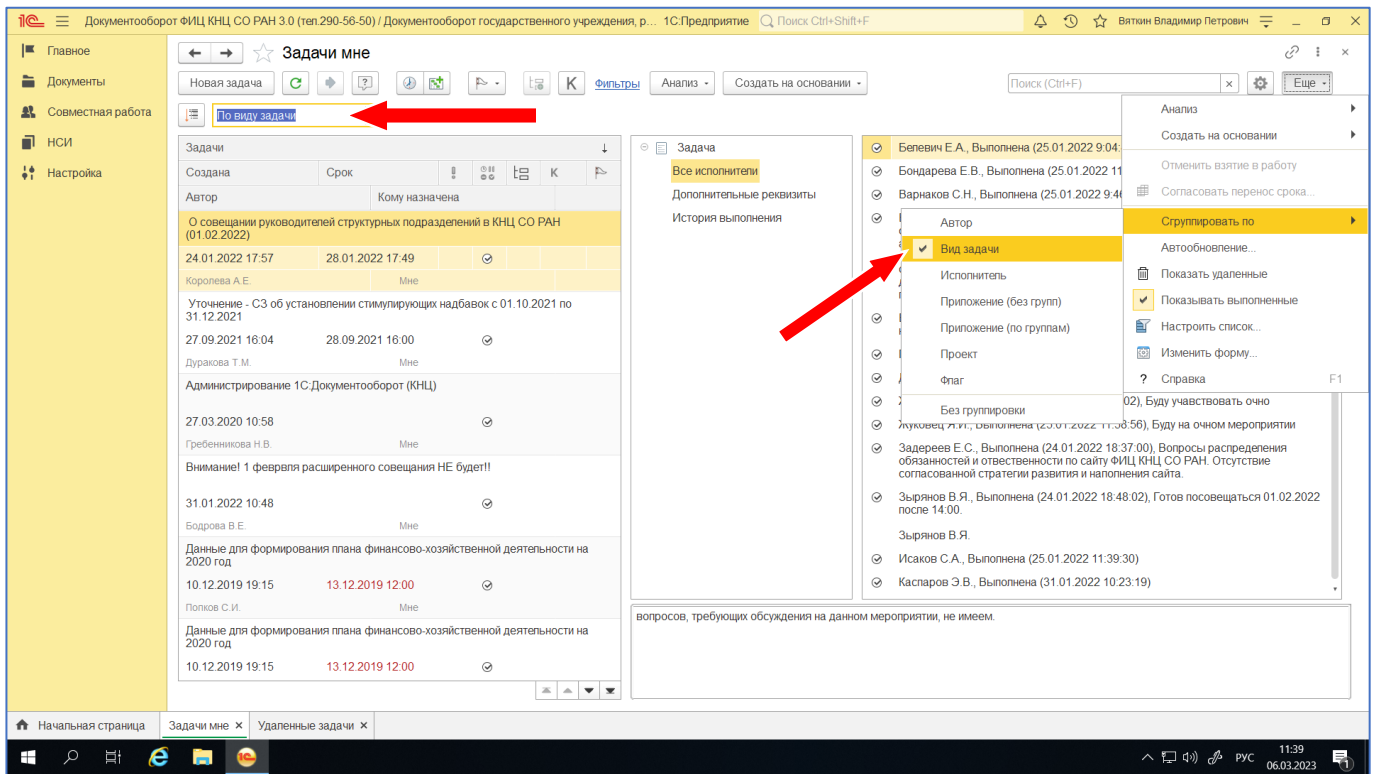 Документооборот ФИЦ КНЦ СО РАН 3.0 (тел.290-56-50) / Документооборот государственного учреждения, р... 1С:Предприятие
Поиск Ctrl+Shift+F
Вяткин Владимир Петрович
Главное
Документы
Совместная работа
НСИ
Настройка
Задачи мне
Новая задача
К
Фильтры
Анализ
Создать на основании
Поиск (Ctrl+F)
Еще
По виду задачи
Задачи
Создана Срок К
Автор Кому назначена
О совещании руководителей структурных подразделений в КНЦ СО РАН
(01.02.2022)
24.01.2022 17:57 28.01.2022 17:49
Королева А.Е. Мне
Уточнение - СЗ об установлении стимулирующих надбавок с 01.10.2021 по
31.12.2021
27.09.2021 16:04 28.09.2021 16:00
Дуракова Т.М. Мне
Администрирование 1С:Документооборот (КНЦ)
27.03.2020 10:58
Гребенникова Н.В. Мне
Внимание! 1 феврвля расширенного совещания НЕ будет!!
31.01.2022 10:48
Бодрова В.Е. Мне
Данные для формирования плана финансово-хозяйственной деятельности на
2020 год
10.12.2019 19:15 13.12.2019 12:00
Попков С.И. Мне
Данные для формирования плана финансово-хозяйственной деятельности на
2020 год
10.12.2019 19:15 13.12.2019 12:00
Задача
Все исполнители
Дополнительные реквизиты
История выполнения
Белевич Е.А., Выполнена (25.01.2022 9:04:
Бондарева Е.В., Выполнена (25.01.2022 11
Варнаков С.Н., Выполнена (25.01.2022 9:46
02), Буду учавствовать очно
Жуковец Я.И., Выполнена (25.01.2022 11:58:56), Буду на очном мероприятии
Задереев Е.С., Выполнена (24.01.2022 18:37:00), Вопросы распределения
обязанностей и отвественности по сайту ФИЦ КНЦ СО РАН. Отсутствие
согласованной стратегии развития и наполнения сайта.
Зырянов В.Я., Выполнена (24.01.2022 18:48:02), Готов посовещаться 01.02.2022
после 14:00.
Зырянов В.Я.
Исаков С.А., Выполнена (25.01.2022 11:39:30)
Каспаров Э.В., Выполнена (31.01.2022 10:23:19)
Анализ
Создать на основании
Отменить взятие в работу
Согласовать перенос срока...
Сгруппировать по
Автообновление...
Показать удаленные
Показывать выполненные
Настроить список...
Изменить форму...
? Справка F1
Автор
Вид задачи
Исполнитель
Приложение (без групп)
Приложение (по группам)
Проект
Флаг
Без группировки
вопросов, требующих обсуждения на данном мероприятии, не имеем.
Начальная страница
Задачи мне
Удаленные задачи
РУС
11:39
06.03.2023
1